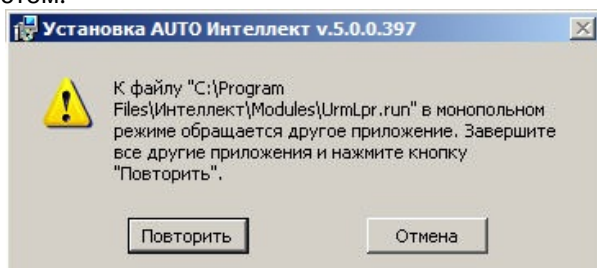 Установка AUTO Интеллект v.5.0.0.397
К файлу "C:\Program
Files\Интеллект\Modules\UrmLpr.run" в монопольном
режиме обращается другое приложение. Завершите
все другие приложения и нажмите кнопку
"Повторить".
Повторить
Отмена